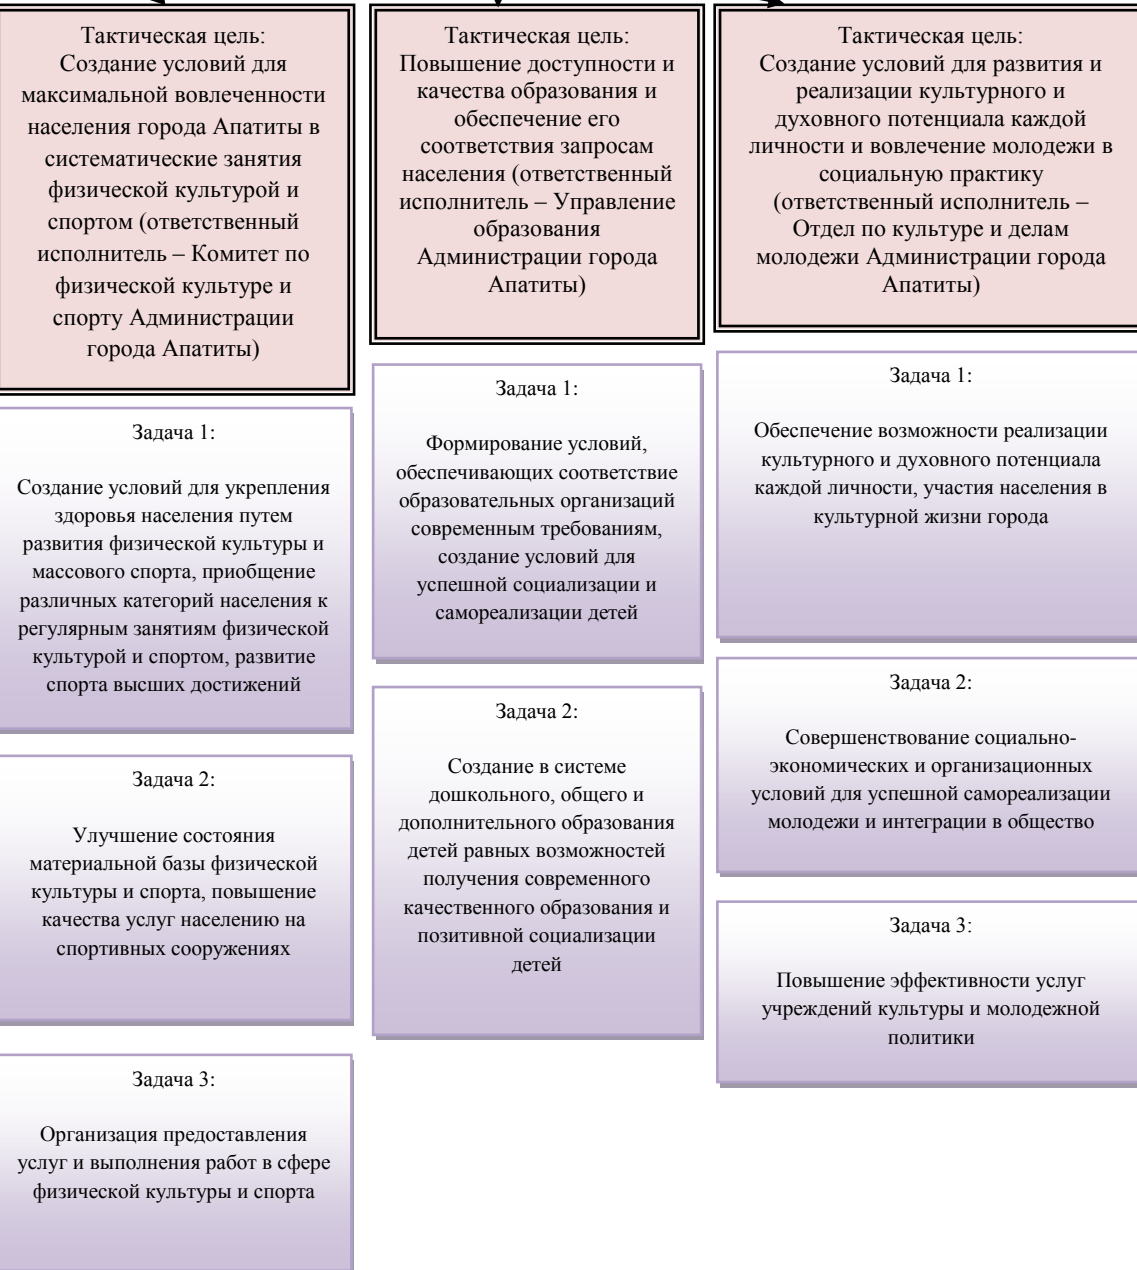 Тактическая цель:
Создание условий для
максимальной вовлеченности
населения города Апатиты в
систематические занятия
физической культурой и
спортом (ответственный
исполнитель – Комитет по
физической культуре и
спорту Администрации
города Апатиты)
Задача 1:
Создание условий для укрепления
здоровья населения путем
развития физической культуры и
массового спорта, приобщение
различных категорий населения к
регулярным занятиям физической
культурой и спортом, развитие
спорта высших достижений
Задача 2:
Улучшение состояния
материальной базы физической
культуры и спорта, повышение
качества услуг населению на
спортивных сооружениях
Задача 3:
Организация предоставления
услуг и выполнения работ в сфере
физической культуры и спорта
Тактическая цель:
Повышение доступности и
качества образования и
обеспечение его
соответствия запросам
населения (ответственный
исполнитель – Управление
образования
Администрации города
Апатиты)
Задача 1:
Формирование условий,
обеспечивающих соответствие
образовательных организаций
современным требованиям,
создание условий для
успешной социализации и
самореализации детей
Задача 2:
Создание в системе
дошкольного, общего и
дополнительного образования
детей равных возможностей
получения современного
качественного образования и
позитивной социализации
детей
Тактическая цель:
Создание условий для развития и
реализации культурного и
духовного потенциала каждой
личности и вовлечение молодежи в
социальную практику
(ответственный исполнитель –
Отдел по культуре и делам
молодежи Администрации города
Апатиты)
Задача 1:
Обеспечение возможности реализации
культурного и духовного потенциала
каждой личности, участия населения в
культурной жизни города
Задача 2:
Совершенствование социально-
экономических и организационных
условий для успешной самореализации
молодежи и интеграции в общество
Задача 3:
Повышение эффективности услуг
учреждений культуры и молодежной
политики